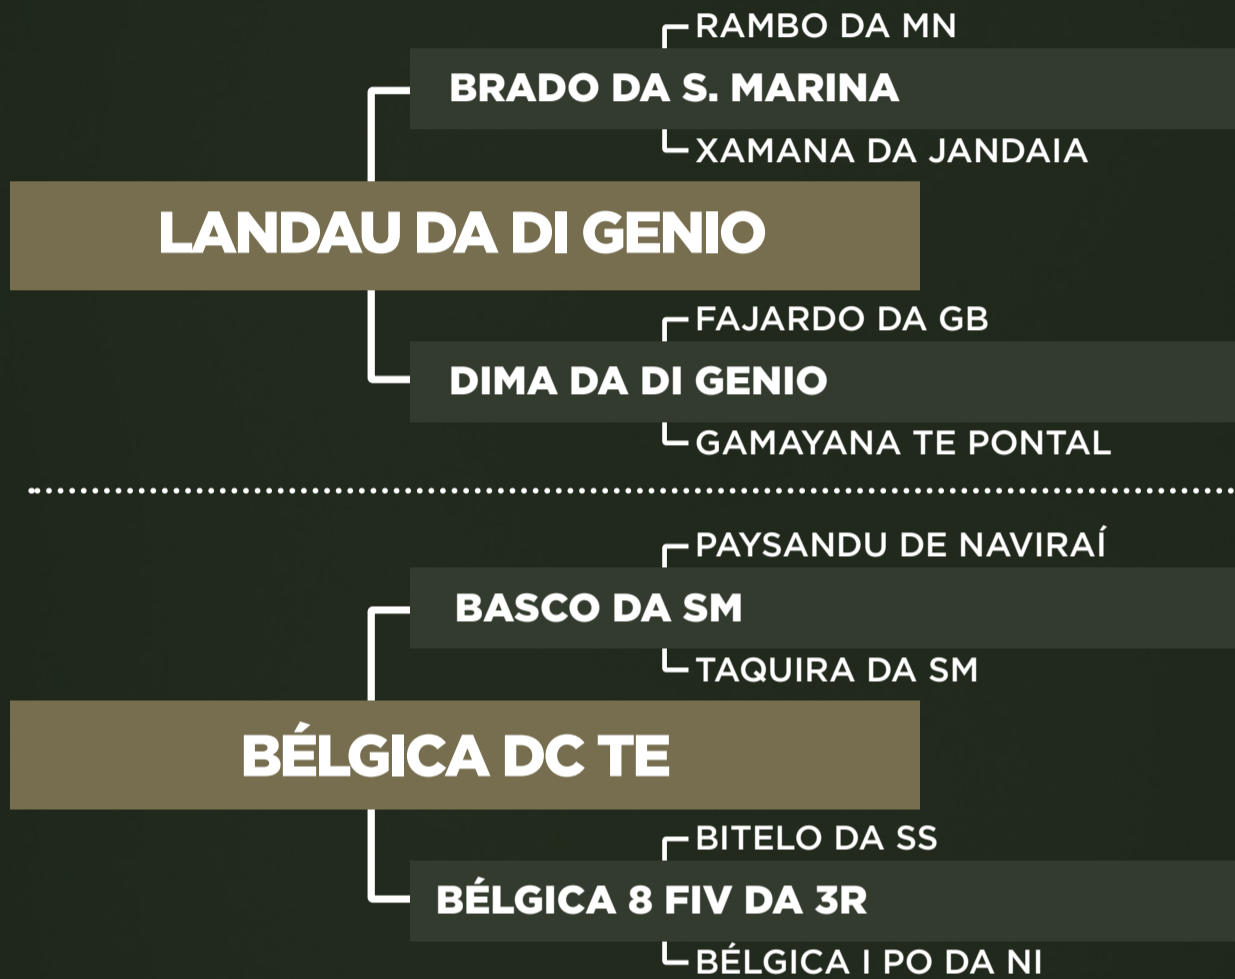 RAMBO DA MN
BRADO DA S. MARINA
XAMANA DA JANDAIA
LANDAU DA DI GENIO
FAJARDO DA GB
DIMA DA DI GENIO
GAMAYANA TE PONTAL
PAYSANDU DE NAVIRAÍ
BASCO DA SM
TAQUIRA DA SM
BÉLGICA DC TE
BITELO DA SS
BÉLGICA 8 FIV DA 3R
BÉLGICA I PO DA NI